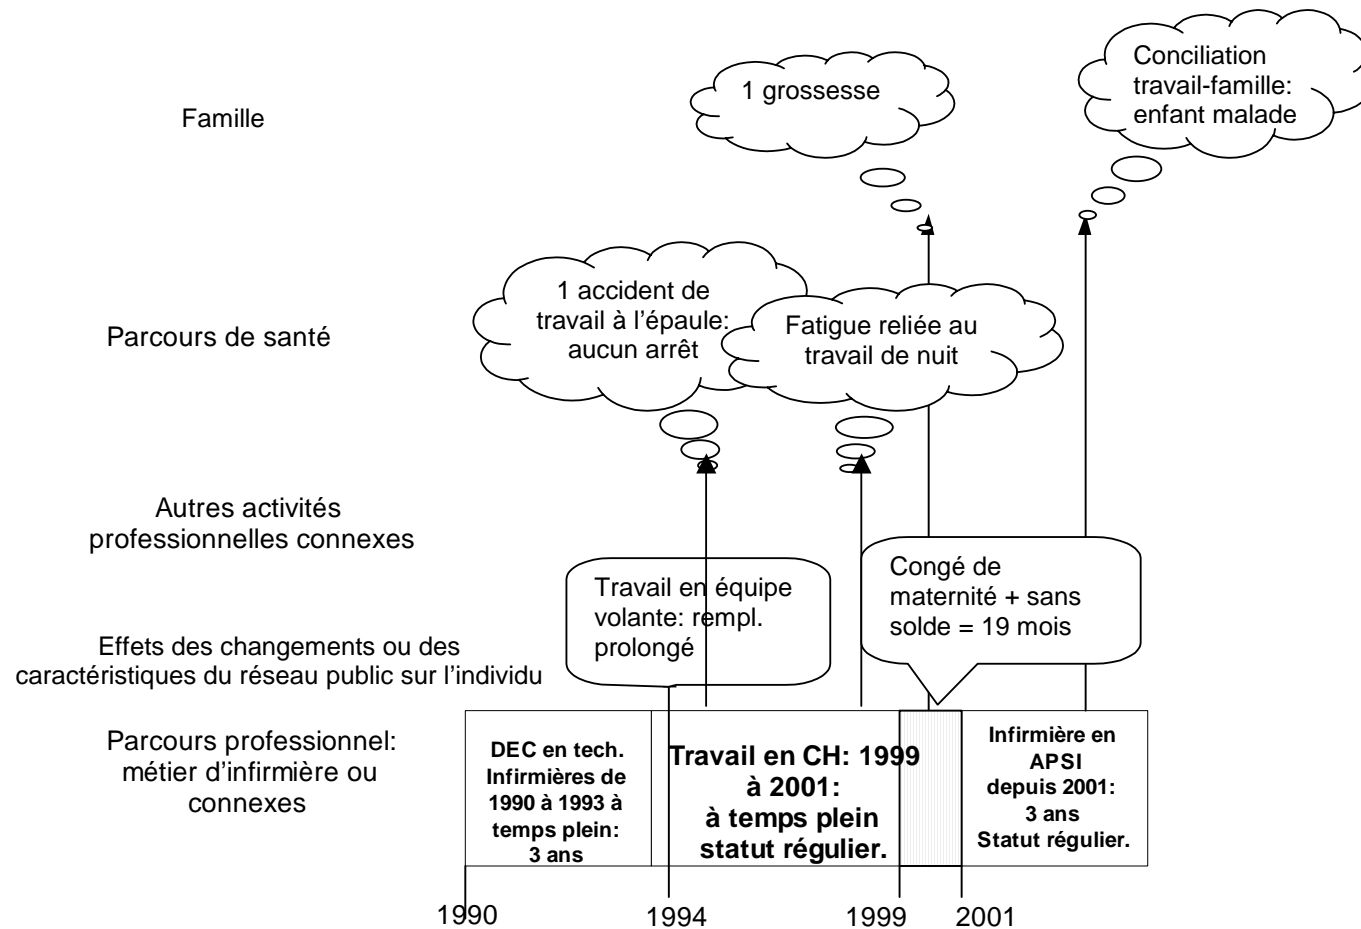 Famille
1 grossesse
Conciliation
travail-famille:
enfant malade
Parcours de santé
1 accident de
travail à l’épaule:
aucun arrêt
Fatigue reliée au
travail de nuit
Autres activités
professionnelles connexes
Travail en équipe
volante: rempl.
prolongé
Congé de
maternité + sans
solde = 19 mois
Effets des changements ou des
caractéristiques du réseau public sur l’individu
Parcours professionnel:
métier d’infirmière ou
connexes
DEC en tech.
Infirmières de
1990 à 1993 à
temps plein:
3 ans
Travail en CH: 1999
à 2001:
à temps plein
statut régulier.
Infirmière en
APSI
depuis 2001:
3 ans
Statut régulier.
1990
1994
1999
2001